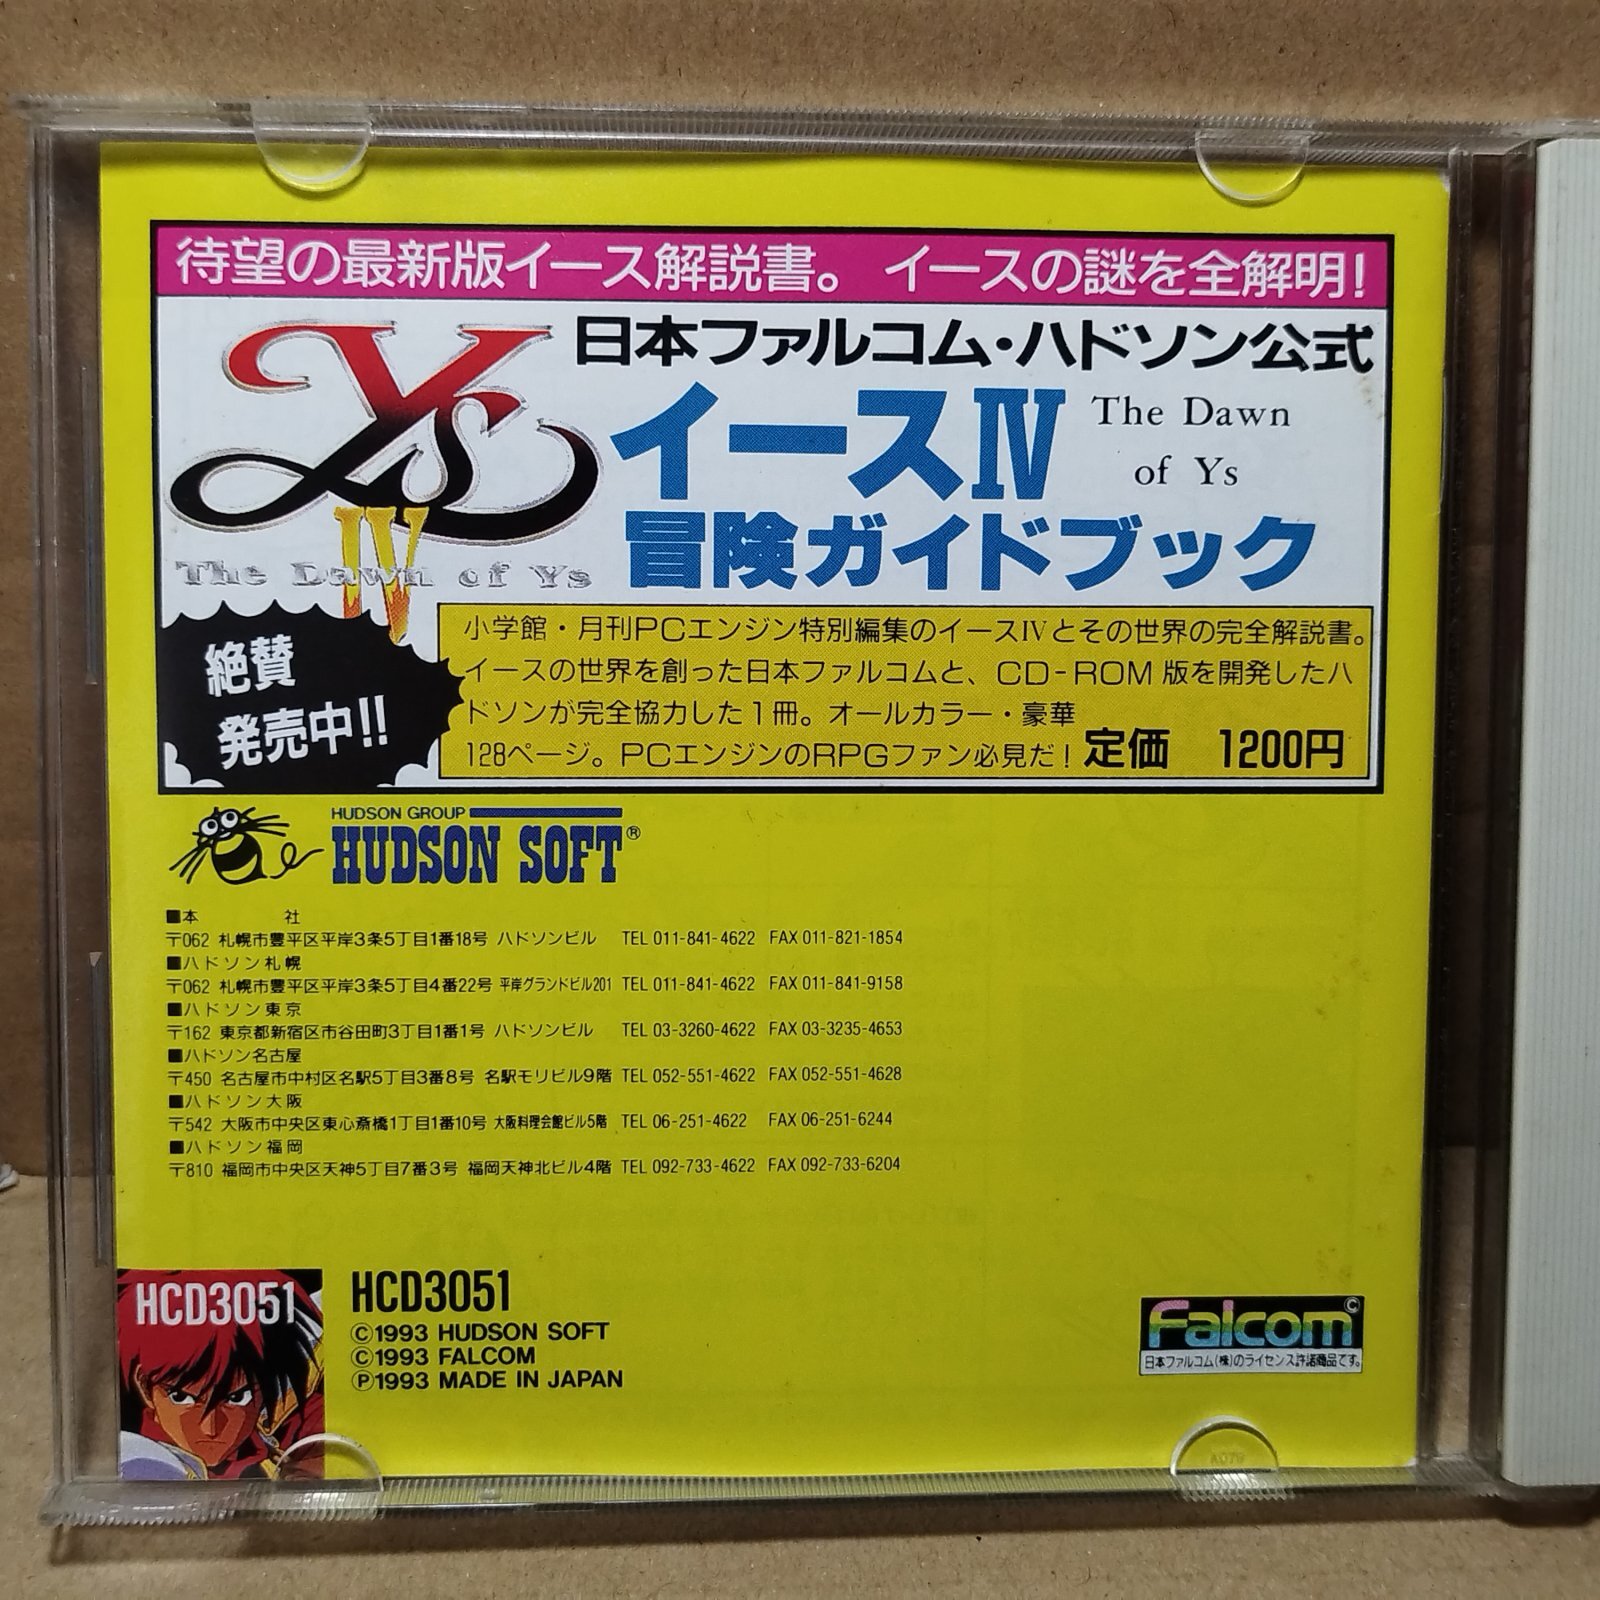 待望の最新版イース解説書。 イースの謎を全解明!
日本ファルコム・ハドソン公式
Ys IV
The Dawn of Ys
イースIV The Dawn of Ys
冒険ガイドブック
絶賛
発売中!!
小学館・月刊PCエンジン特別編集のイースIVとその世界の完全解説書。
イースの世界を創った日本ファルコムと、CD-ROM 版を開発したハ
ドソンが完全協力した1冊。オールカラー・豪華
128ページ。PCエンジンのRPGファン必見だ! 定価 1200円
HUDSON GROUP
HUDSON SOFT®
■本 社
〒062 札幌市豊平区平岸3条5丁目1番18号 ハドソンビル TEL 011-841-4622 FAX 011-821-1854
■ハドソン札幌
〒062 札幌市豊平区平岸3条5丁目4番22号 平岸グランドビル201 TEL 011-841-4622 FAX 011-841-9158
■ハドソン東京
〒162 東京都新宿区市谷田町3丁目1番1号 ハドソンビル TEL 03-3260-4622 FAX 03-3235-4653
■ハドソン名古屋
〒450 名古屋市中村区名駅5丁目3番8号 名駅モリビル9階 TEL 052-551-4622 FAX 052-551-4628
■ハドソン大阪
〒542 大阪市中央区東心斎橋1丁目1番10号 大阪料理会館ビル5階 TEL 06-251-4622 FAX 06-251-6244
■ハドソン福岡
〒810 福岡市中央区天神5丁目7番3号 福岡天神北ビル4階 TEL 092-733-4622 FAX 092-733-6204
HCD3051
HCD3051
©1993 HUDSON SOFT
©1993 FALCOM
℗1993 MADE IN JAPAN
Falcom©
日本ファルコム(株)のライセンス許諾商品です。